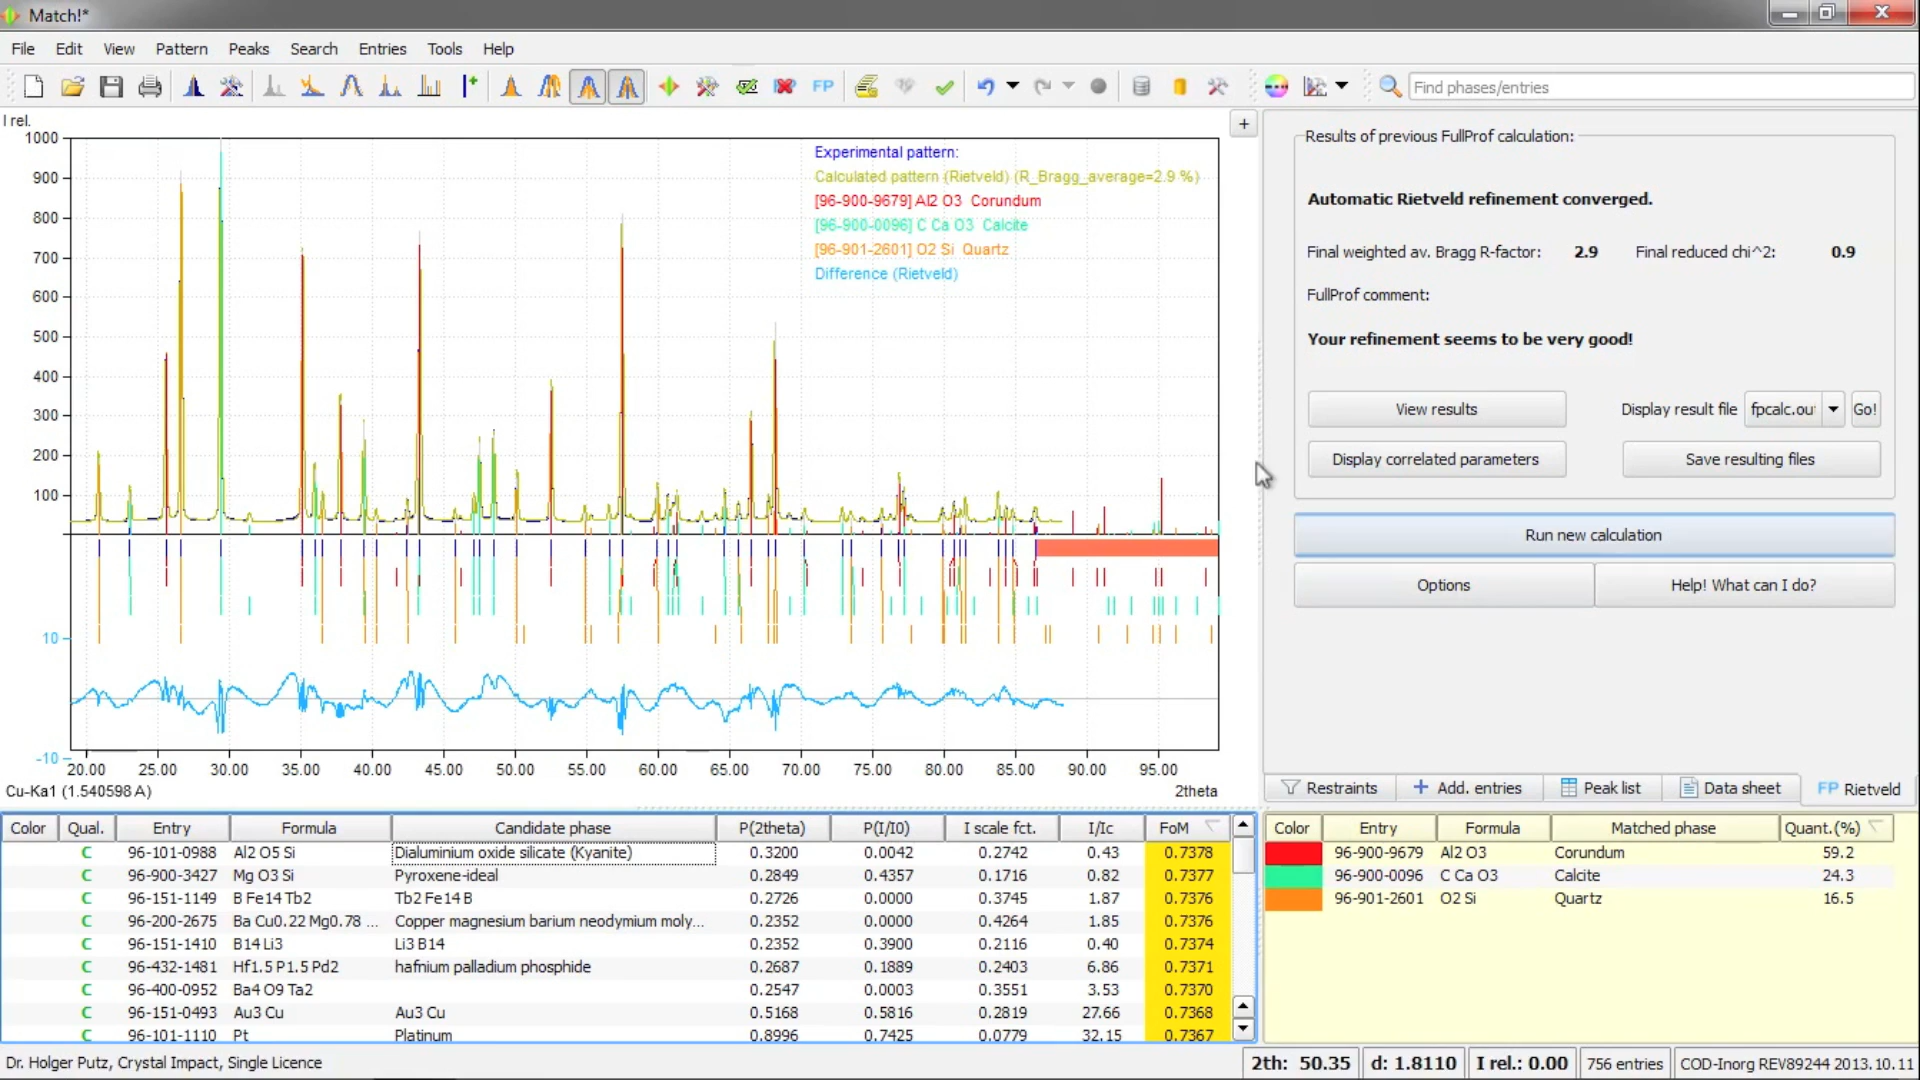 Match!*
File Edit View Pattern Peaks Search Entries Tools Help
FP
Find phases/entries
I rel.
1000
900
800
700
600
500
400
300
200
100
10
-10
Experimental pattern:
Calculated pattern (Rietveld) (R_Bragg_average=2.9 %)
[96-900-9679] Al2 O3 Corundum
[96-900-0096] C Ca O3 Calcite
[96-901-2601] O2 Si Quartz
Difference (Rietveld)
20.00 25.00 30.00 35.00 40.00 45.00 50.00 55.00 60.00 65.00 70.00 75.00 80.00 85.00 90.00 95.00
Cu-Ka1 (1.540598 A) 2theta
+
Results of previous FullProf calculation:
Automatic Rietveld refinement converged.
Final weighted av. Bragg R-factor: 2.9 Final reduced chi^2: 0.9
FullProf comment:
Your refinement seems to be very good!
View results Display result file fpcalc.ou Go!
Display correlated parameters Save resulting files
Run new calculation
Options Help! What can I do?
Restraints + Add. entries Peak list Data sheet FP Rietveld
Color Qual. Entry Formula Candidate phase P(2theta) P(I/I0) I scale fct. I/Ic FoM
C 96-101-0988 Al2 O5 Si Dialuminium oxide silicate (Kyanite) 0.3200 0.0042 0.2742 0.43 0.7378
C 96-900-3427 Mg O3 Si Pyroxene-ideal 0.2849 0.4357 0.1716 0.82 0.7377
C 96-151-1149 B Fe14 Tb2 Tb2 Fe14 B 0.2726 0.0000 0.3745 1.87 0.7376
C 96-200-2675 Ba Cu0.22 Mg0.78 ... Copper magnesium barium neodymium moly... 0.2352 0.0000 0.4264 1.85 0.7376
C 96-151-1410 B14 Li3 Li3 B14 0.2352 0.3900 0.2116 0.40 0.7374
C 96-432-1481 Hf1.5 P1.5 Pd2 hafnium palladium phosphide 0.2687 0.1889 0.2403 6.86 0.7371
C 96-400-0952 Ba4 O9 Ta2 0.2547 0.0003 0.3551 3.53 0.7370
C 96-151-0493 Au3 Cu Au3 Cu 0.5168 0.5816 0.2819 27.66 0.7368
C 96-101-1110 Pt Platinum 0.8996 0.7425 0.0779 32.15 0.7367
Color Entry Formula Matched phase Quant.(%)
96-900-9679 Al2 O3 Corundum 59.2
96-900-0096 C Ca O3 Calcite 24.3
96-901-2601 O2 Si Quartz 16.5
Dr. Holger Putz, Crystal Impact, Single Licence 2th: 50.35 d: 1.8110 I rel.: 0.00 756 entries COD-Inorg REV89244 2013.10.11